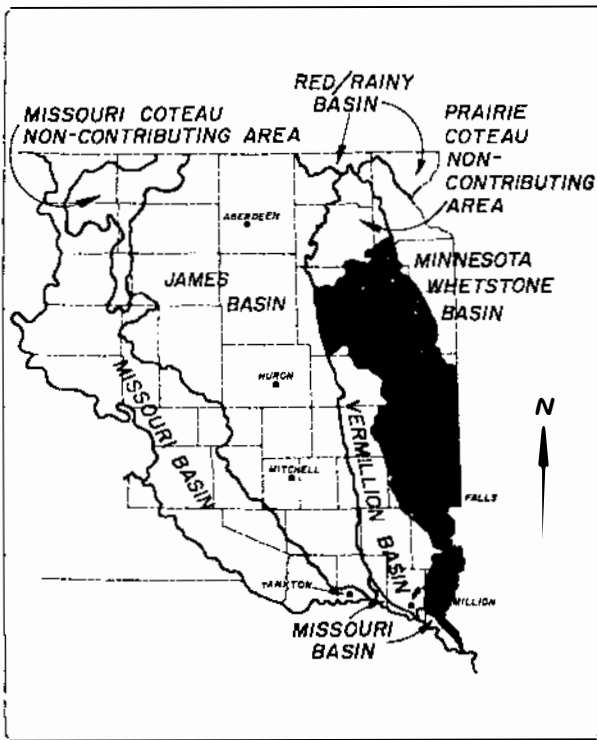 RED/RAINY
BASIN
MISSOURI COTEAU
NON-CONTRIBUTING AREA
PRAIRIE
COTEAU
NON-
CONTRIBUTING
AREA
ABERDEEN
MINNESOTA
WHETSTONE
BASIN
JAMES
BASIN
HURON
MISSOURI BASIN
VERMILLION BASIN
N
MITCHELL
FALLS
YANKTON
MILLION
MISSOURI
BASIN